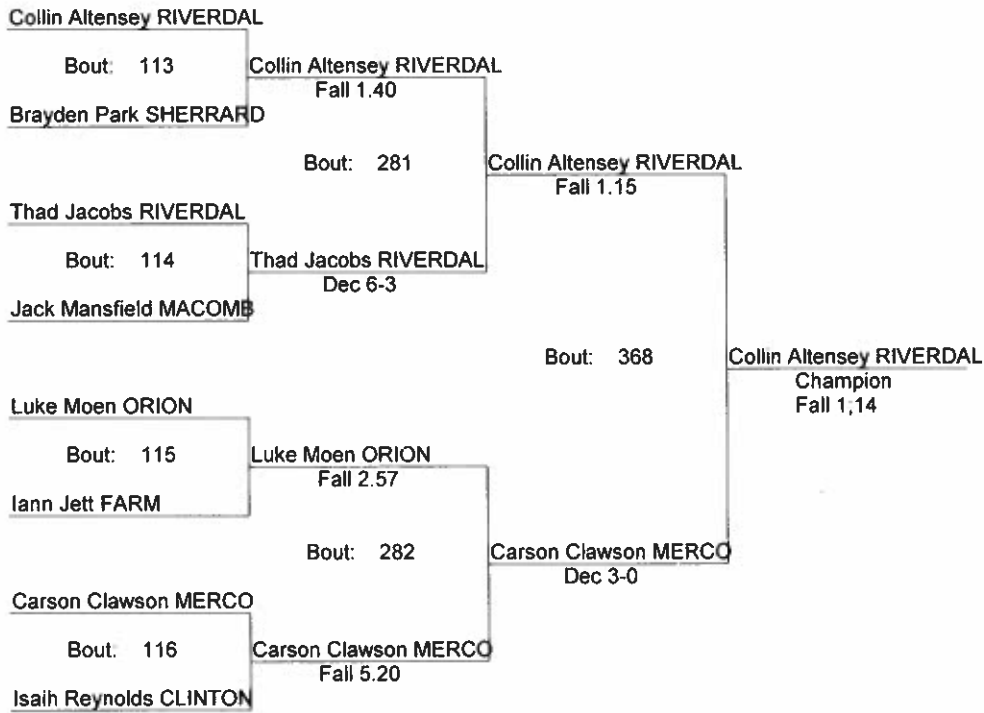 Collin Altensey RIVERDAL
Bout: 113
Collin Altensey RIVERDAL
Fall 1.40
Brayden Park SHERRARD
Bout: 281
Collin Altensey RIVERDAL
Fall 1.15
Thad Jacobs RIVERDAL
Bout: 114
Thad Jacobs RIVERDAL
Dec 6-3
Jack Mansfield MACOMB
Bout: 368
Collin Altensey RIVERDAL
Champion
Fall 1;14
Luke Moen ORION
Bout: 115
Luke Moen ORION
Fall 2.57
Iann Jett FARM
Bout: 282
Carson Clawson MERCO
Dec 3-0
Carson Clawson MERCO
Bout: 116
Carson Clawson MERCO
Fall 5.20
Isaih Reynolds CLINTON